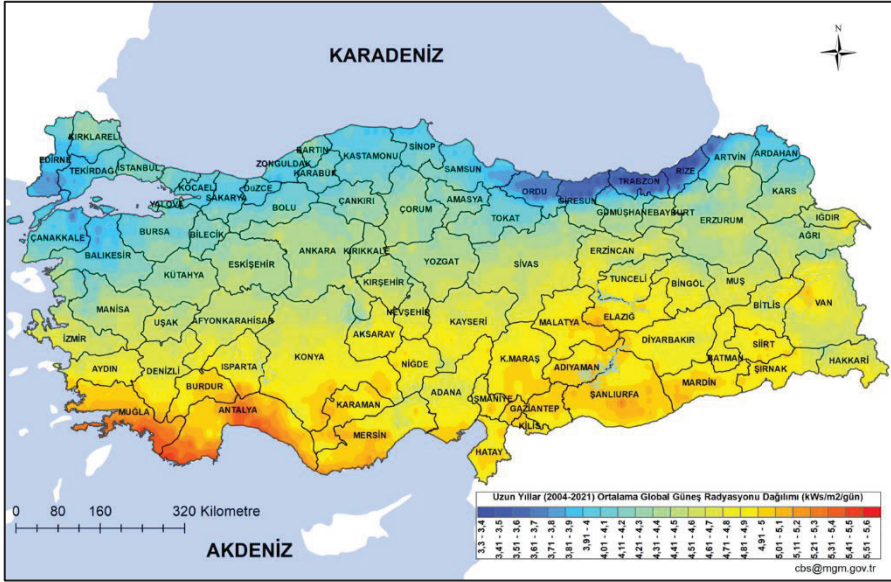 N
KARADENİZ
KIRKLARELİ
EDİRNE
TEKİRDAG
İSTANBUL
KOCAELİ
YALOVA
SAKARYA
DüZCE
ZONGULDAK
BARTIN
KARABÜK
KASTAMONU
SİNOP
SAMSUN
ORDU
GİRESUN
TRABZON
RİZE
ARTVİN
ARDAHAN
KARS
IĞDIR
AĞRI
ÇANAKKALE
BALIKESİR
BURSA
BİLECİK
BOLU
ÇANKIRI
ÇORUM
AMASYA
TOKAT
GÜMÜŞHANE
BAYBURT
ERZURUM
KÜTAHYA
ESKİŞEHİR
ANKARA
KIRIKKALE
YOZGAT
SİVAS
ERZİNCAN
TUNCELİ
BİNGÖL
MUŞ
BİTLİS
VAN
MANİSA
UŞAK
AFYONKARAHİSAR
KIRŞEHİR
NEVŞEHİR
AKSARAY
KAYSERİ
MALATYA
ELAZIĞ
DİYARBAKIR
BATMAN
SİİRT
ŞIRNAK
HAKKARİ
İZMİR
AYDIN
DENİZLİ
ISPARTA
BURDUR
KONYA
NİĞDE
K.MARAŞ
ADIYAMAN
MARDİN
MUĞLA
ANTALYA
KARAMAN
MERSİN
ADANA
OSMANİYE
GAZİANTEP
KİLİS
ŞANLIURFA
HATAY
0 80 160 320 Kilometre
AKDENİZ
Uzun Yıllar (2004-2021) Ortalama Global Güneş Radyasyonu Dağılımı (kWs/m2/gün)
3,3 - 3,4
3,41 - 3,5
3,51 - 3,6
3,61 - 3,7
3,71 - 3,8
3,81 - 3,9
3,91 - 4
4,01 - 4,1
4,11 - 4,2
4,21 - 4,3
4,31 - 4,4
4,41 - 4,5
4,51 - 4,6
4,61 - 4,7
4,71 - 4,8
4,81 - 4,9
4,91 - 5
5,01 - 5,1
5,11 - 5,2
5,21 - 5,3
5,31 - 5,4
5,41 - 5,5
5,51 - 5,6
cbs@mgm.gov.tr